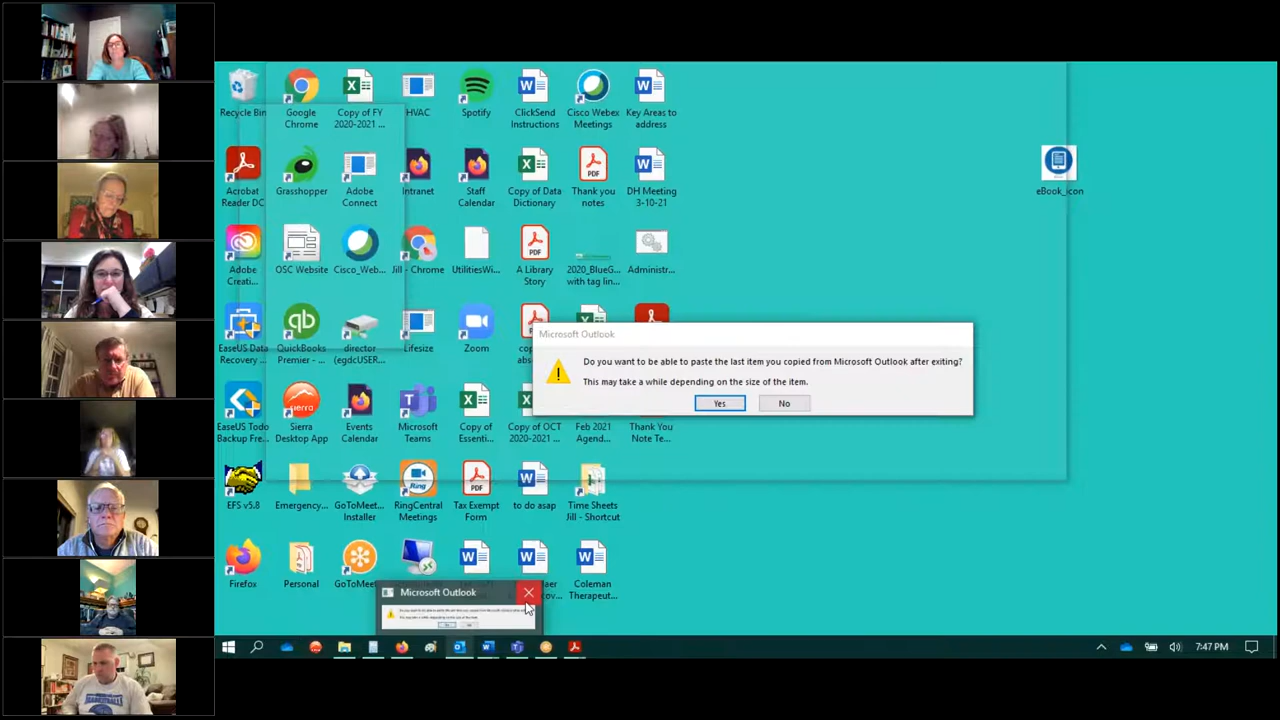 Recycle Bin
Google
Chrome
Copy of FY
2020-2021 ...
HVAC
Spotify
ClickSend
Instructions
Cisco Webex
Meetings
Key Areas to
address
Acrobat
Reader DC
Grasshopper
Adobe
Connect
Intranet
Staff
Calendar
Copy of Data
Dictionary
Thank you
notes
DH Meeting
3-10-21
eBook_icon
Adobe
Creati...
OSC Website
Cisco_Web...
Jill - Chrome
UtilitiesWi...
A Library
Story
2020_BlueG...
with tag lin...
Administr...
EaseUS Data
Recovery ...
QuickBooks
Premier - ...
director
(egdcUSER...
Lifesize
Zoom
Microsoft Outlook
Do you want to be able to paste the last item you copied from Microsoft Outlook after exiting?
This may take a while depending on the size of the item.
Yes
No
EaseUS Todo
Backup Fre...
Sierra
Desktop App
Events
Calendar
Microsoft
Teams
Copy of
Essenti...
Copy of OCT
2020-2021 ...
Feb 2021
Agend...
Thank You
Note Te...
EFS v5.8
Emergency...
GoToMeet...
Installer
RingCentral
Meetings
Tax Exempt
Form
to do asap
Time Sheets
Jill - Shortcut
Firefox
Personal
GoToMee
Coleman
Therapeut...
Microsoft Outlook
7:47 PM